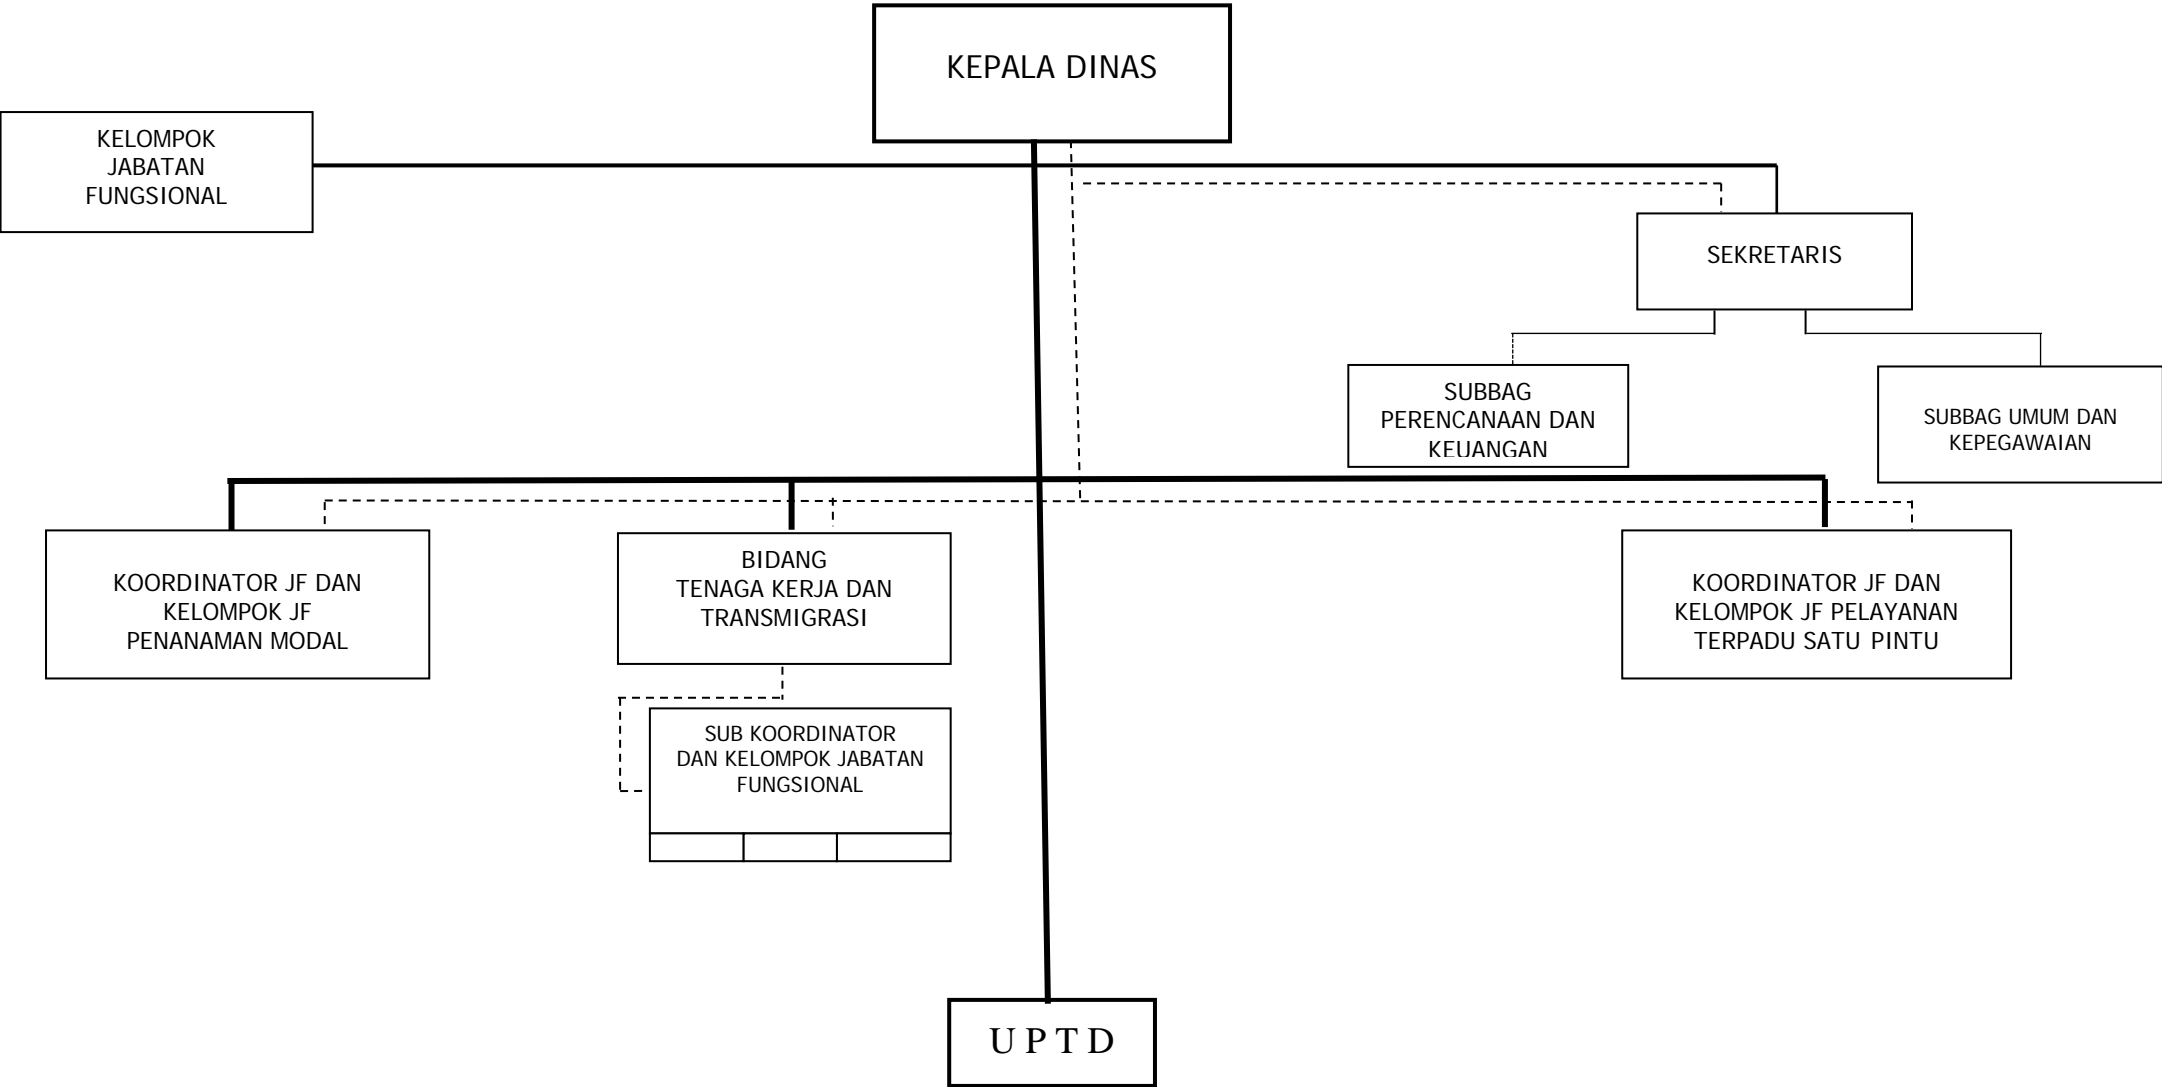 KEPALA DINAS
KELOMPOK
JABATAN
FUNGSIONAL
SEKRETARIS
SUBBAG
PERENCANAAN DAN
KEUANGAN
SUBBAG UMUM DAN
KEPEGAWAIAN
KOORDINATOR JF DAN
KELOMPOK JF
PENANAMAN MODAL
BIDANG
TENAGA KERJA DAN
TRANSMIGRASI
KOORDINATOR JF DAN
KELOMPOK JF PELAYANAN
TERPADU SATU PINTU
SUB KOORDINATOR
DAN KELOMPOK JABATAN
FUNGSIONAL
U P T D